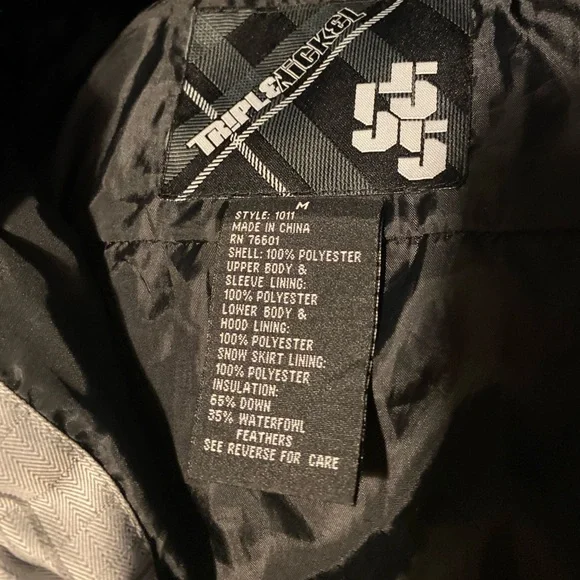 TRIPLE NICKEL
555
M
STYLE: 1011
MADE IN CHINA
RN 76601
SHELL: 100% POLYESTER
UPPER BODY &
SLEEVE LINING:
100% POLYESTER
LOWER BODY &
HOOD LINING:
100% POLYESTER
SNOW SKIRT LINING:
100% POLYESTER
INSULATION:
65% DOWN
35% WATERFOWL
FEATHERS
SEE REVERSE FOR CARE